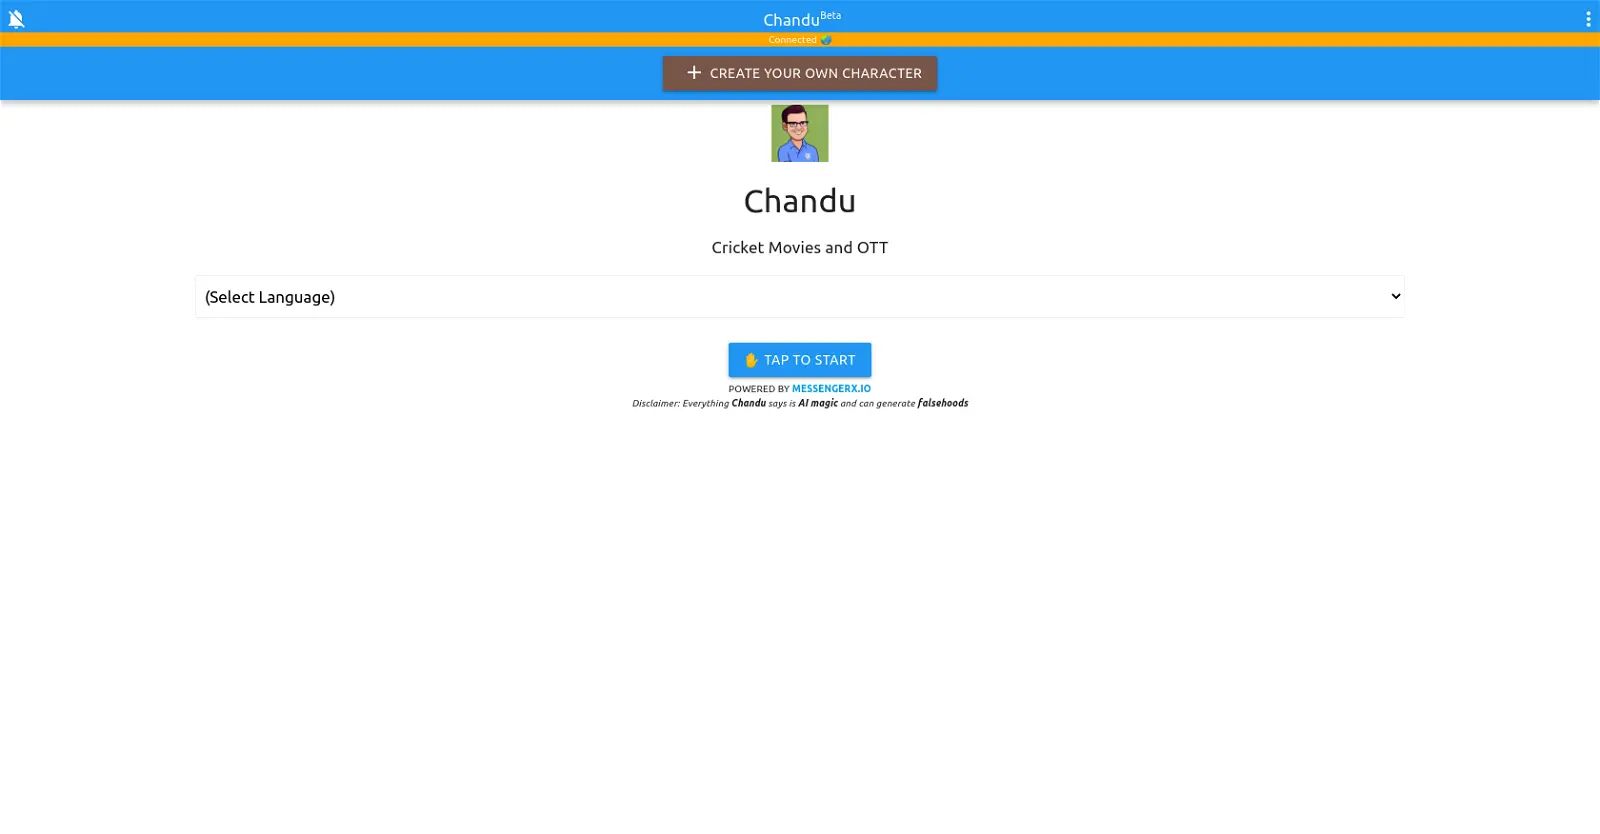 Chandu Beta
Connected
CREATE YOUR OWN CHARACTER
Chandu
Cricket Movies and OTT
(Select Language)
TAP TO START
POWERED BY MESSENGERX.IO
Disclaimer: Everything Chandu says is AI magic and can generate falsehoods